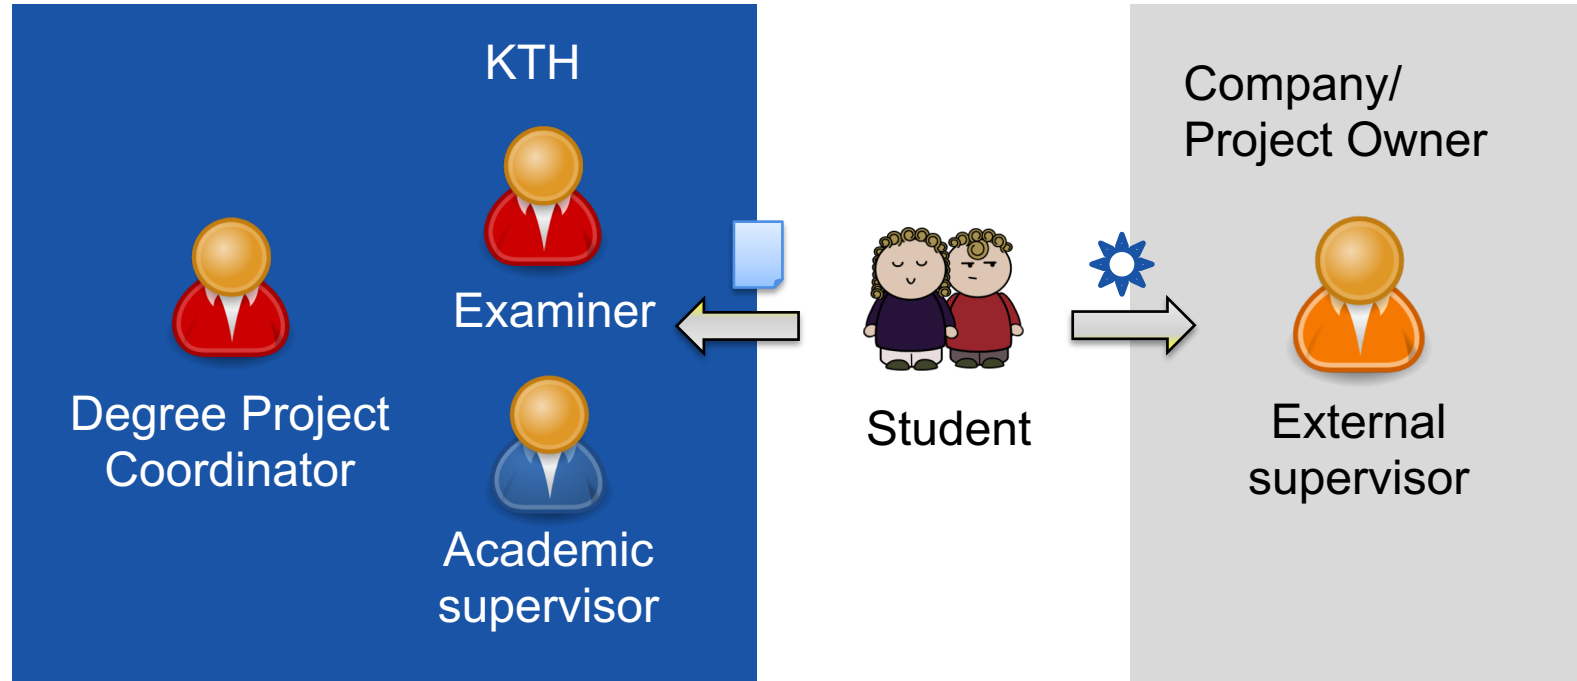 KTH
Examiner
Degree Project
Coordinator
Academic
supervisor
Student
Company/
Project Owner
External
supervisor